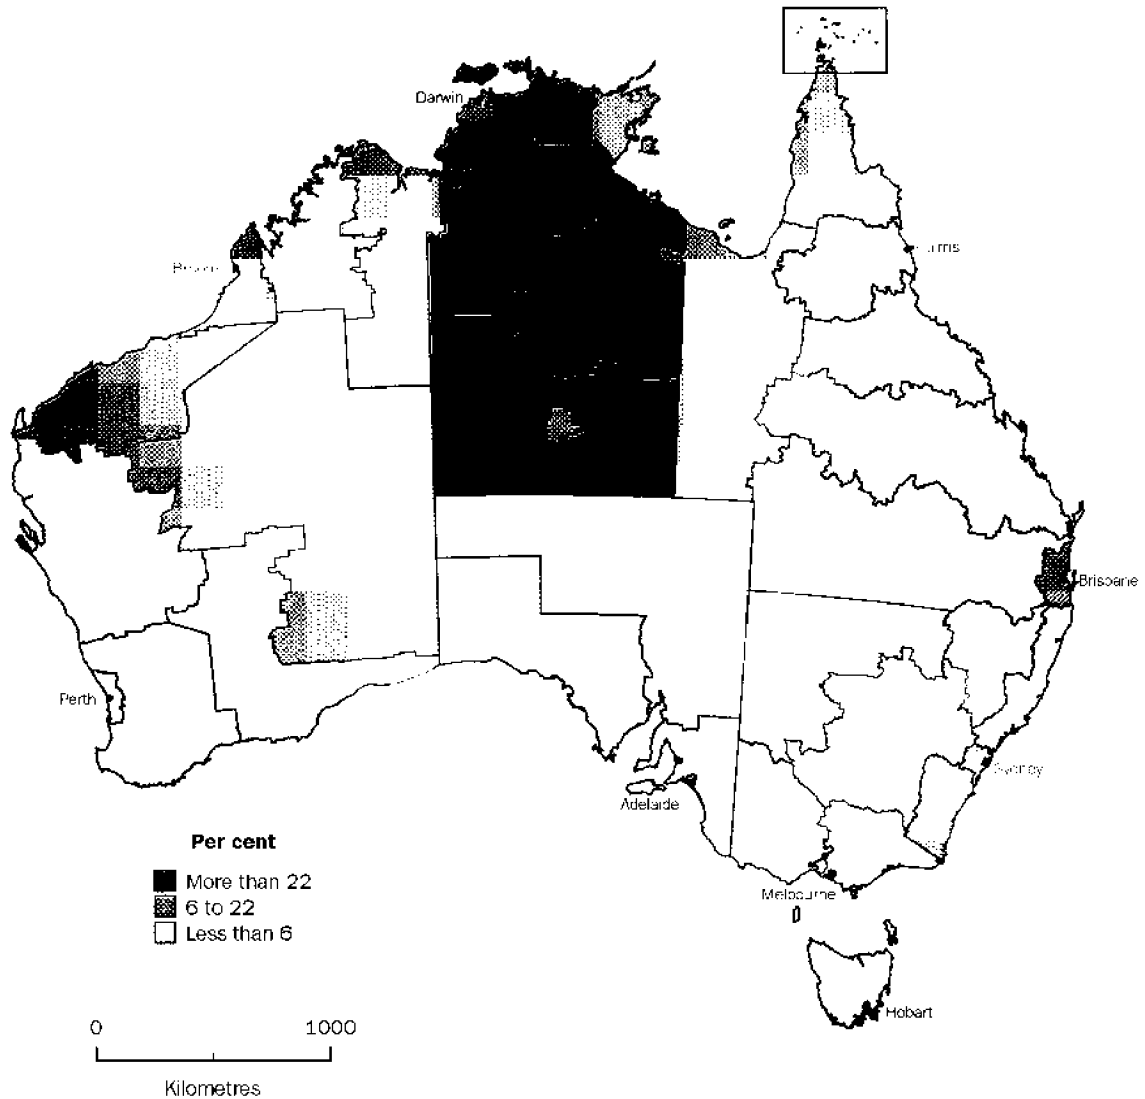 Darwin
Brisbane
Perth
Adelaide
Melbourne
Hobart
Per cent
More than 22
6 to 22
Less than 6
0 1000
Kilometres